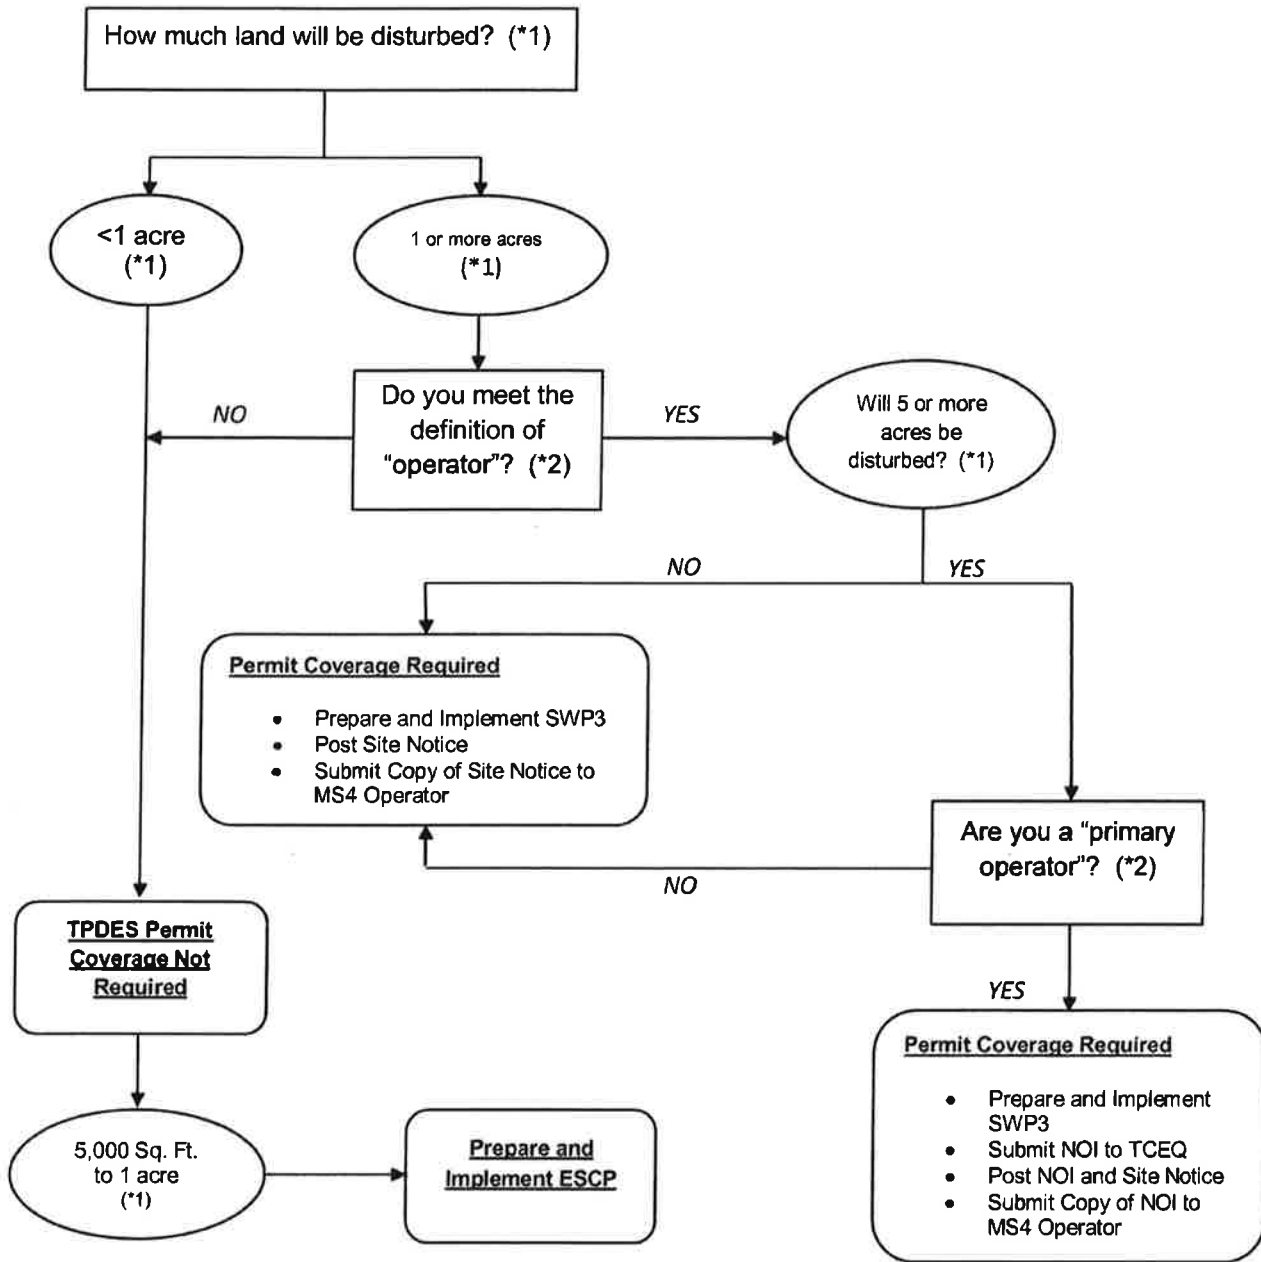 How much land will be disturbed? (*1)
<1 acre
(*1)
1 or more acres
(*1)
Do you meet the
definition of
“operator”? (*2)
NO
YES
Will 5 or more
acres be
disturbed? (*1)
NO
YES
Permit Coverage Required
• Prepare and Implement SWP3
• Post Site Notice
• Submit Copy of Site Notice to
MS4 Operator
Are you a “primary
operator”? (*2)
NO
YES
TPDES Permit
Coverage Not
Required
5,000 Sq. Ft.
to 1 acre
(*1)
Prepare and
Implement ESCP
Permit Coverage Required
• Prepare and Implement
SWP3
• Submit NOI to TCEQ
• Post NOI and Site Notice
• Submit Copy of NOI to
MS4 Operator